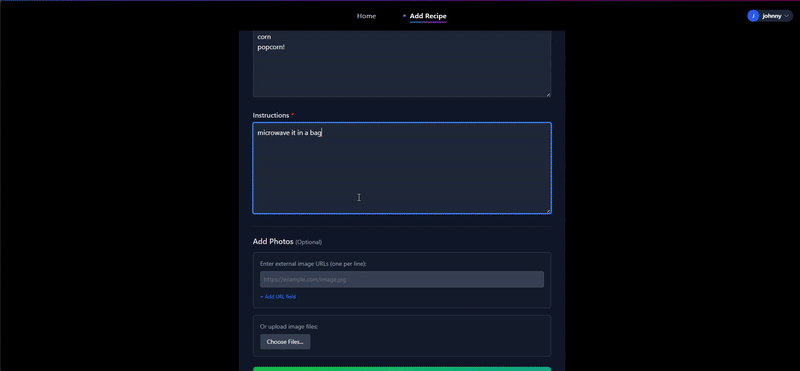 Home
Add Recipe
j
johnny
corn
popcorn!
Instructions *
microwave it in a bag
Add Photos (Optional)
Enter external image URLs (one per line):
https://example.com/image.jpg
+ Add URL field
Or upload image files:
Choose Files...